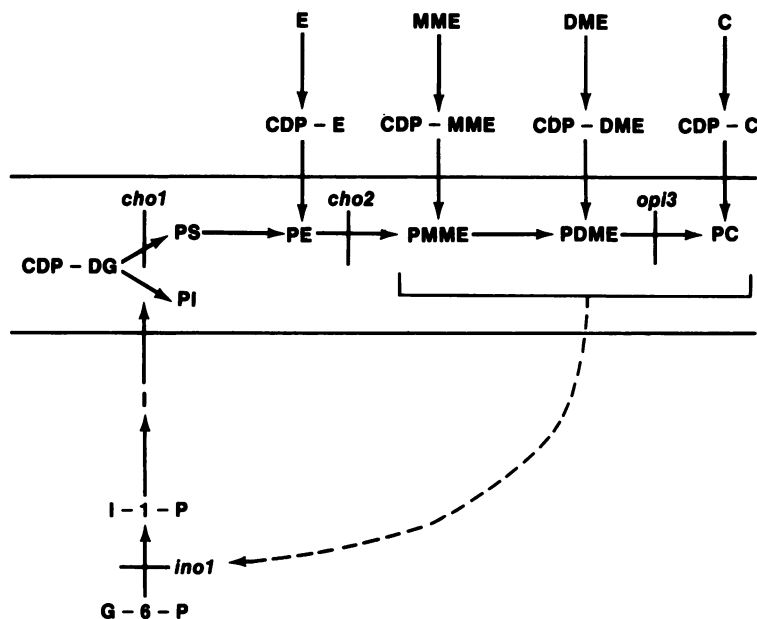 E MME DME C
CDP – E CDP – MME CDP – DME CDP – C
cho1 cho2 opi3
PS PE PMME PDME PC
CDP – DG
PI
I
I – 1 – P
ino1
G – 6 – P